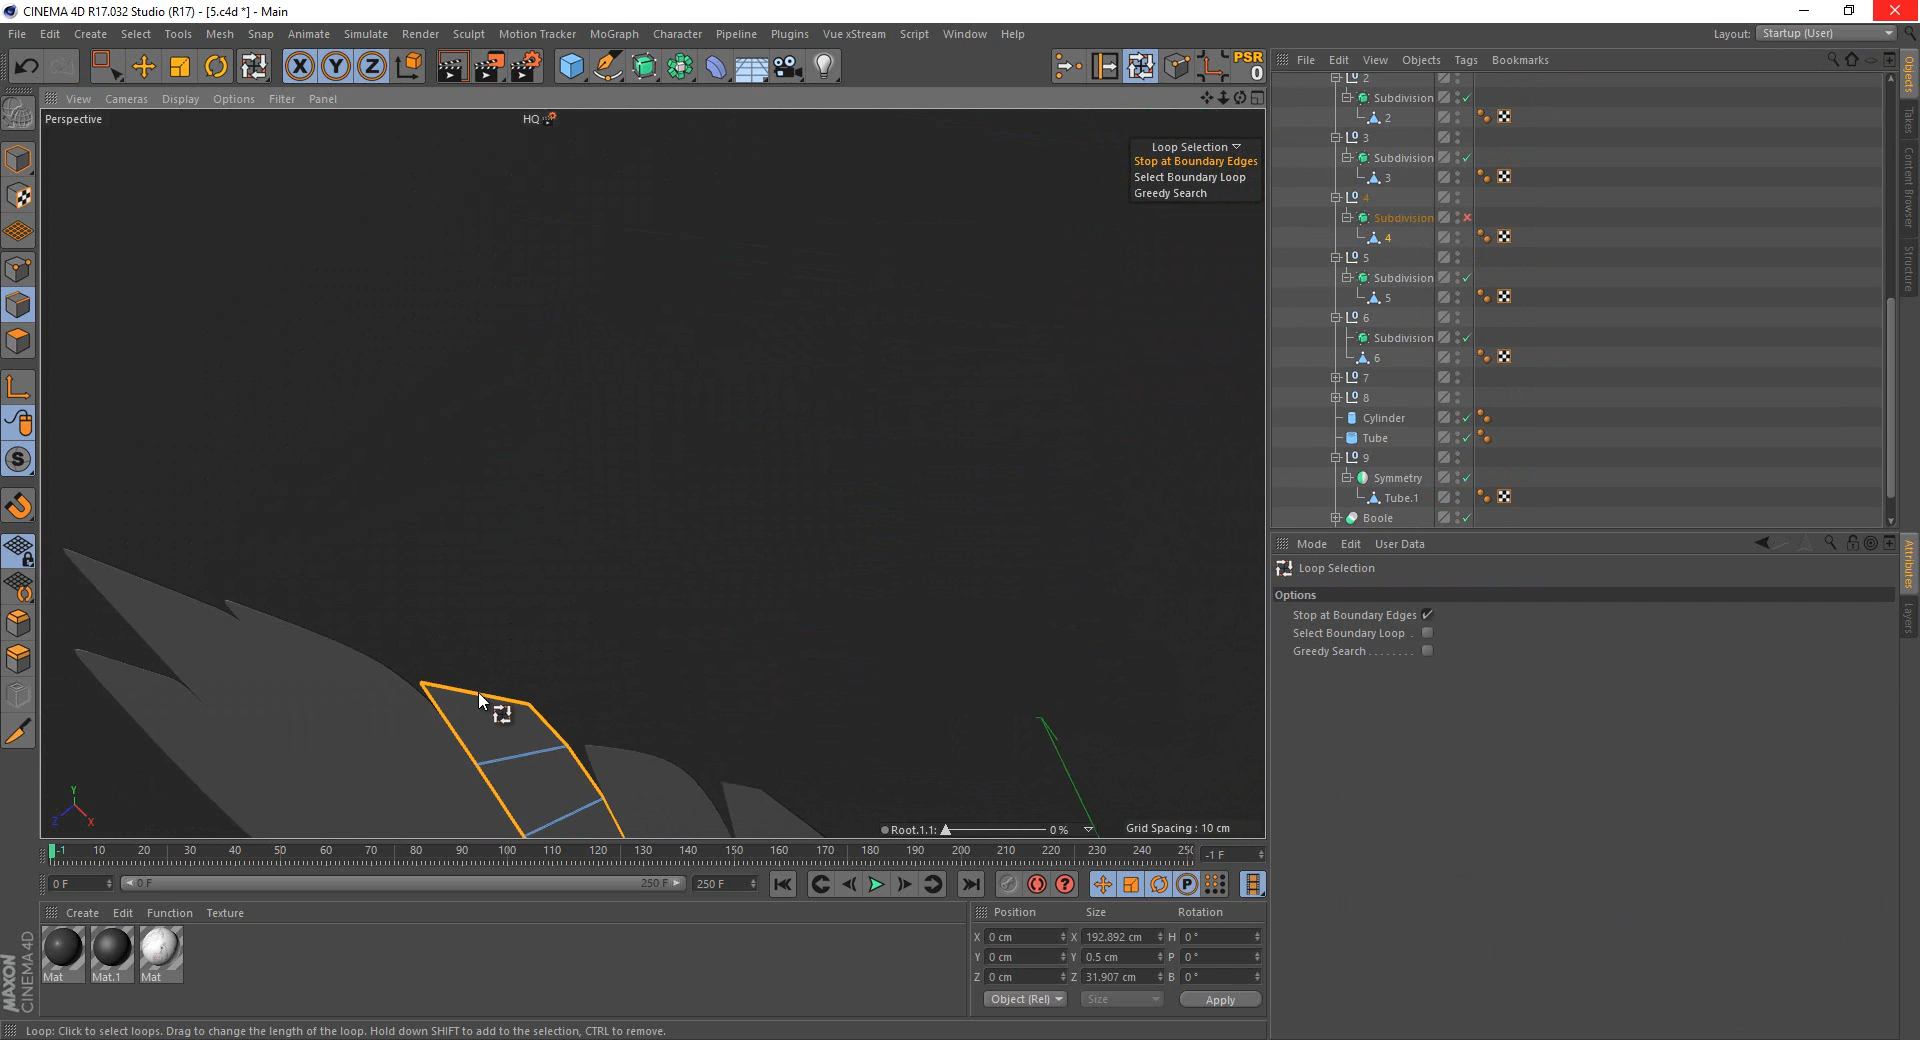 CINEMA 4D R17.032 Studio (R17) - [5.c4d *] - Main
File Edit Create Select Tools Mesh Snap Animate Simulate Render Sculpt Motion Tracker MoGraph Character Pipeline Plugins Vue xStream Script Window Help
Layout: Startup (User)
X Y Z
PSR
0
File Edit View Objects Tags Bookmarks
View Cameras Display Options Filter Panel
Perspective
HQ
Loop Selection
Stop at Boundary Edges
Select Boundary Loop
Greedy Search
2
Subdivision
2
3
Subdivision
3
4
Subdivision
4
5
Subdivision
5
6
Subdivision
6
7
8
Cylinder
Tube
9
Symmetry
Tube.1
Boole
Objects
Takes
Content Browser
Structure
Mode Edit User Data
Loop Selection
Options
Stop at Boundary Edges
Select Boundary Loop .
Greedy Search . . . . . . . .
Attributes
Layers
Y
Z
X
Root.1.1: 0 %
Grid Spacing : 10 cm
-1 10 20 30 40 50 60 70 80 90 100 110 120 130 140 150 160 170 180 190 200 210 220 230 240 25
-1 F
0 F
0 F
250 F
250 F
Create Edit Function Texture
Mat
Mat.1
Mat
Position Size Rotation
X 0 cm X 192.892 cm H 0 °
Y 0 cm Y 0.5 cm P 0 °
Z 0 cm Z 31.907 cm B 0 °
Object (Rel) Size Apply
MAXON
CINEMA 4D
Loop: Click to select loops. Drag to change the length of the loop. Hold down SHIFT to add to the selection, CTRL to remove.